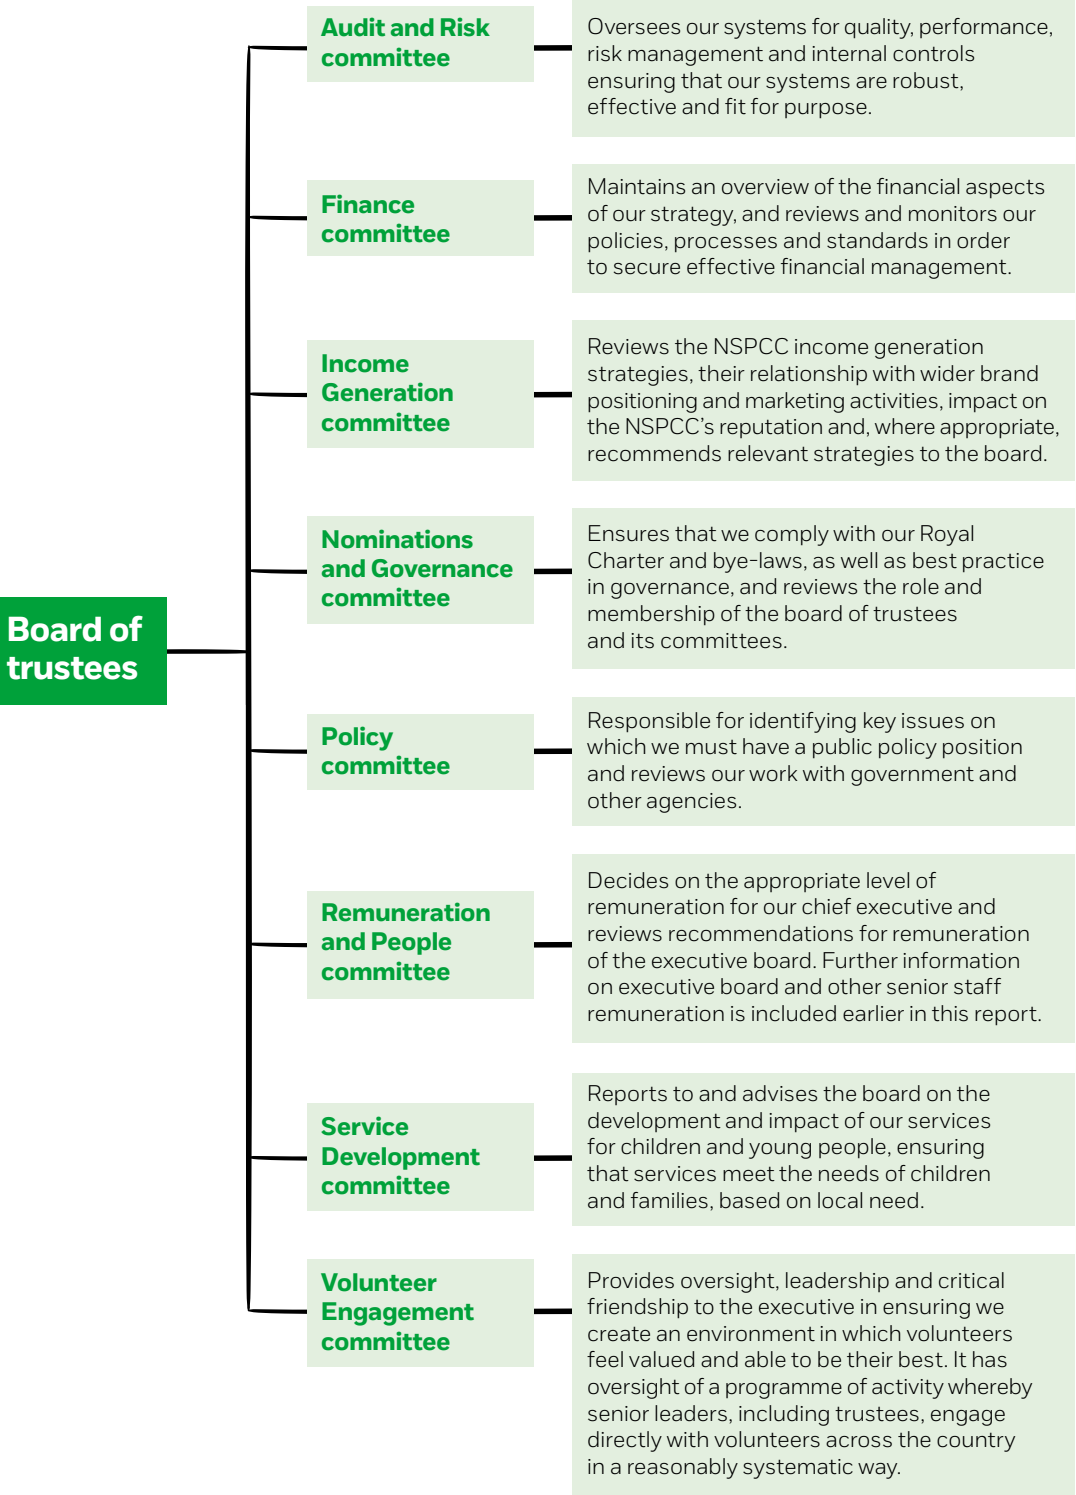 Board of
trustees
Audit and Risk
committee
Oversees our systems for quality, performance,
risk management and internal controls
ensuring that our systems are robust,
effective and fit for purpose.
Finance
committee
Maintains an overview of the financial aspects
of our strategy, and reviews and monitors our
policies, processes and standards in order
to secure effective financial management.
Income
Generation
committee
Reviews the NSPCC income generation
strategies, their relationship with wider brand
positioning and marketing activities, impact on
the NSPCC’s reputation and, where appropriate,
recommends relevant strategies to the board.
Nominations
and Governance
committee
Ensures that we comply with our Royal
Charter and bye-laws, as well as best practice
in governance, and reviews the role and
membership of the board of trustees
and its committees.
Policy
committee
Responsible for identifying key issues on
which we must have a public policy position
and reviews our work with government and
other agencies.
Remuneration
and People
committee
Decides on the appropriate level of
remuneration for our chief executive and
reviews recommendations for remuneration
of the executive board. Further information
on executive board and other senior staff
remuneration is included earlier in this report.
Service
Development
committee
Reports to and advises the board on the
development and impact of our services
for children and young people, ensuring
that services meet the needs of children
and families, based on local need.
Volunteer
Engagement
committee
Provides oversight, leadership and critical
friendship to the executive in ensuring we
create an environment in which volunteers
feel valued and able to be their best. It has
oversight of a programme of activity whereby
senior leaders, including trustees, engage
directly with volunteers across the country
in a reasonably systematic way.